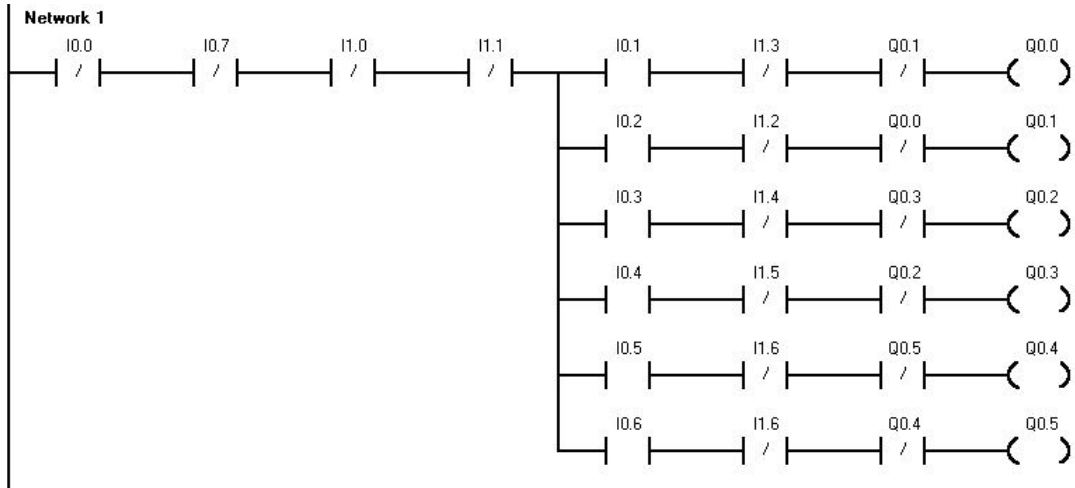 Network 1
I0.0 I0.7 I1.0 I1.1 I0.1 I1.3 Q0.1 Q0.0
I0.2 I1.2 Q0.0 Q0.1
I0.3 I1.4 Q0.3 Q0.2
I0.4 I1.5 Q0.2 Q0.3
I0.5 I1.6 Q0.5 Q0.4
I0.6 I1.6 Q0.4 Q0.5